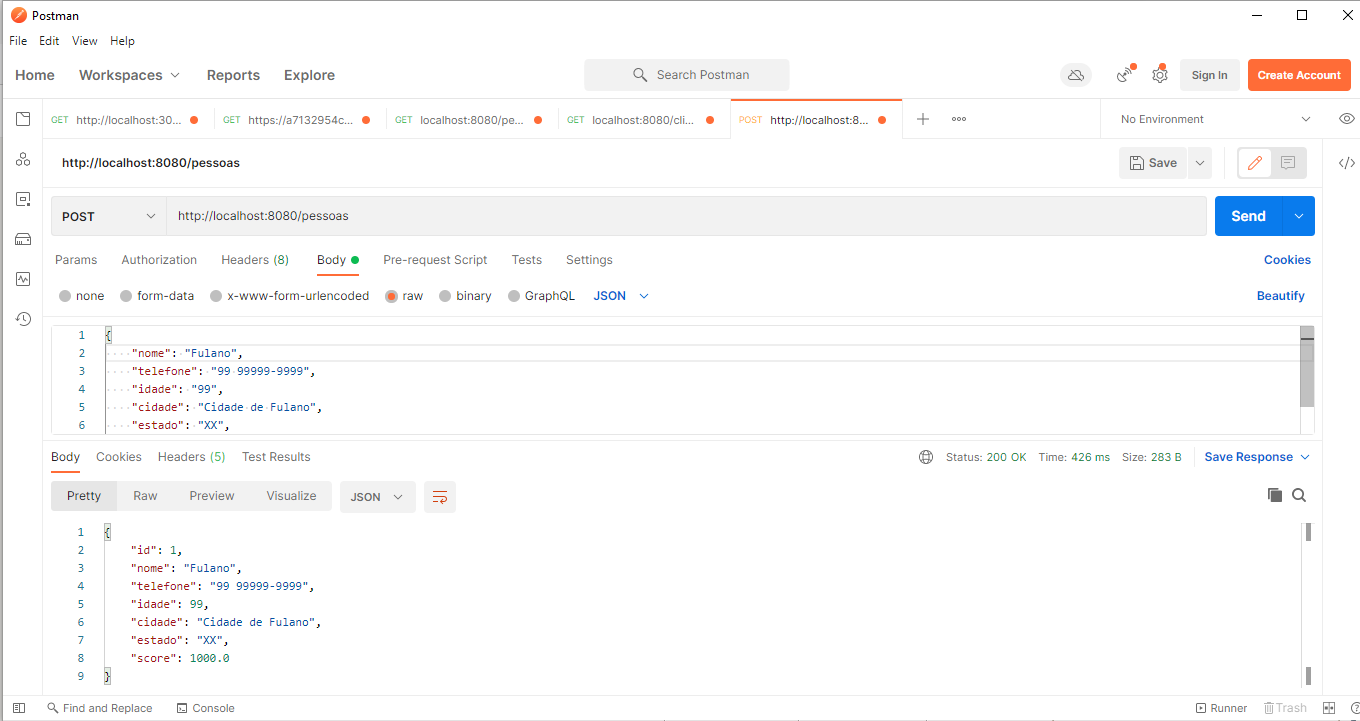 Postman
File Edit View Help
Home Workspaces Reports Explore Search Postman Sign In Create Account
GET http://localhost:30... GET https://a7132954c... GET localhost:8080/pe... GET localhost:8080/cli... POST http://localhost:8... No Environment
http://localhost:8080/pessoas Save
POST http://localhost:8080/pessoas Send
Params Authorization Headers (8) Body Pre-request Script Tests Settings Cookies
none form-data x-www-form-urlencoded raw binary GraphQL JSON Beautify
1 {
2 "nome": "Fulano",
3 "telefone": "99 99999-9999",
4 "idade": "99",
5 "cidade": "Cidade de Fulano",
6 "estado": "XX",
Body Cookies Headers (5) Test Results Status: 200 OK Time: 426 ms Size: 283 B Save Response
Pretty Raw Preview Visualize JSON
1 {
2 "id": 1,
3 "nome": "Fulano",
4 "telefone": "99 99999-9999",
5 "idade": 99,
6 "cidade": "Cidade de Fulano",
7 "estado": "XX",
8 "score": 1000.0
9 }
Find and Replace Console Runner Trash